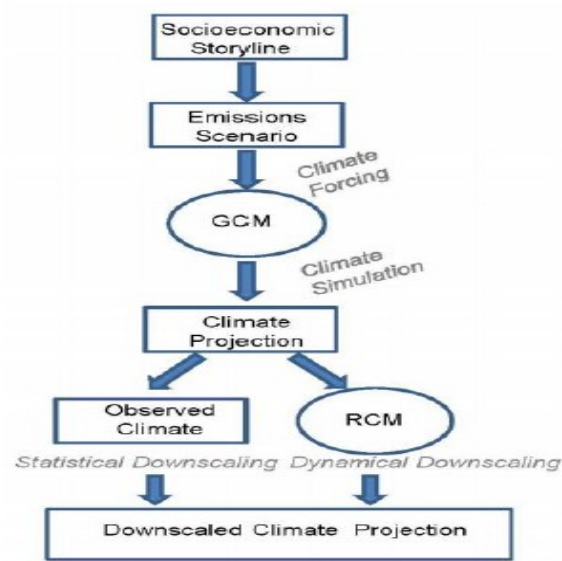 Socioeconomic
Storyline
Emissions
Scenario
Climate
Forcing
GCM
Climate
Simulation
Climate
Projection
Observed
Climate
RCM
Statistical Downscaling
Dynamical Downscaling
Downscaled Climate Projection